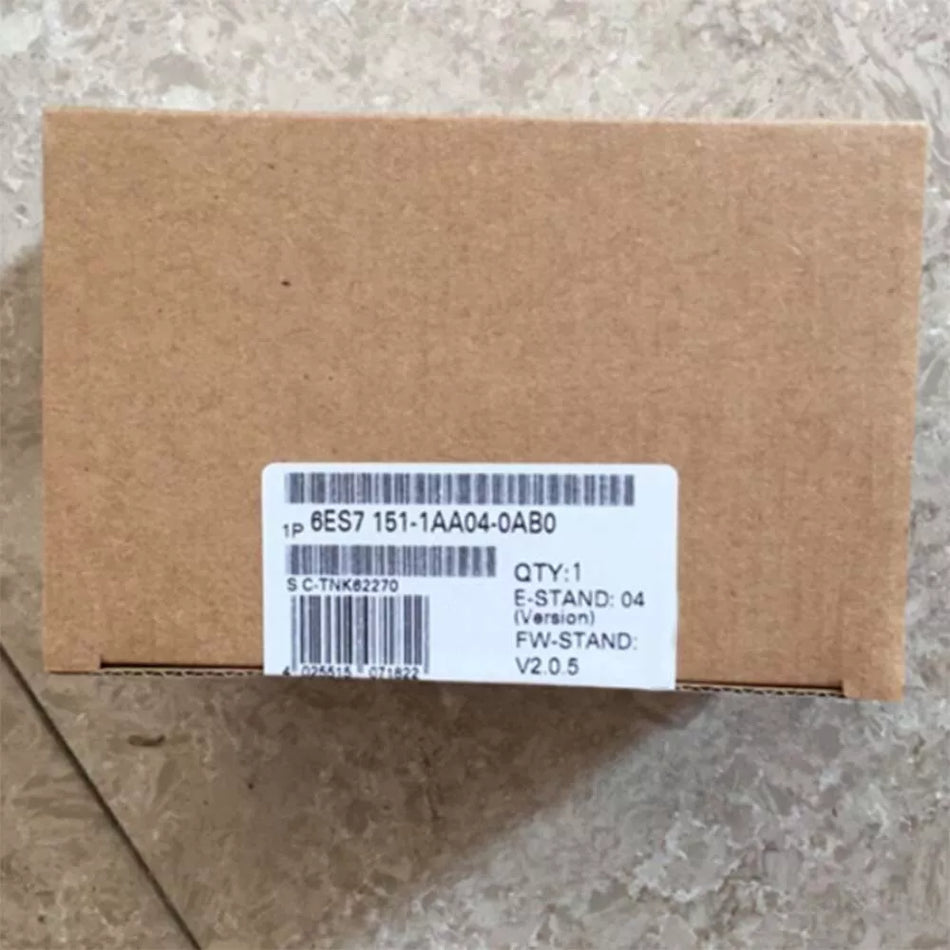 1P 6ES7 151-1AA04-0AB0
S C-TNK62270
QTY:1
E-STAND: 04
(Version)
FW-STAND:
V2.0.5
4 025515 071822